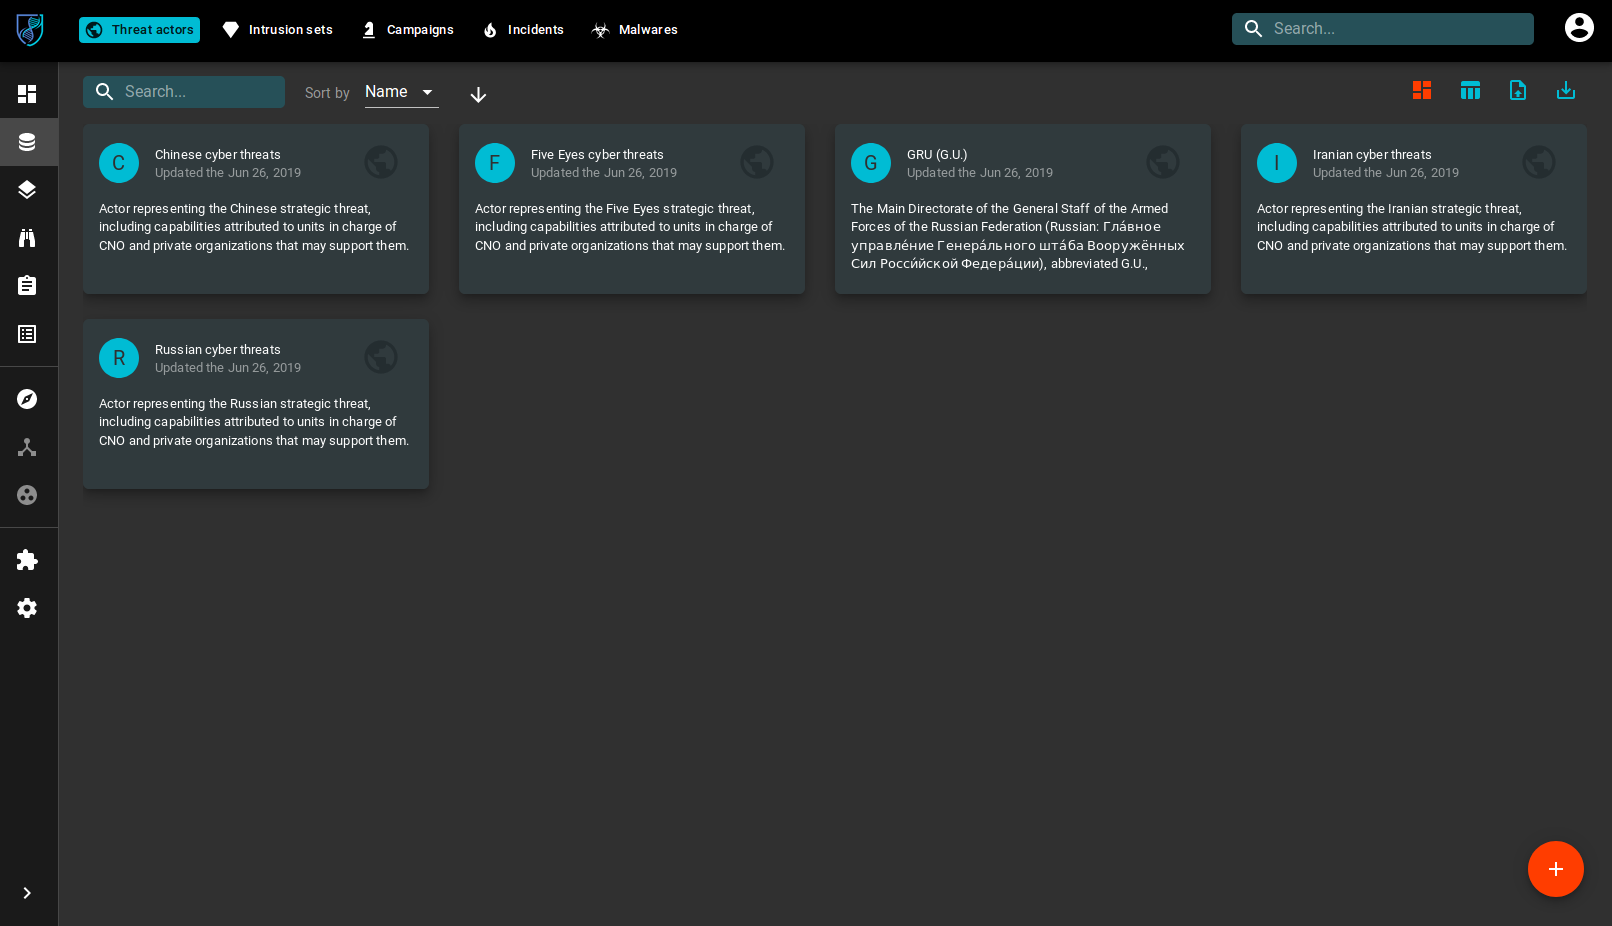 Threat actors
Intrusion sets
Campaigns
Incidents
Malwares
Search...
Search...
Sort by
Name
C
Chinese cyber threats
Updated the Jun 26, 2019
Actor representing the Chinese strategic threat,
including capabilities attributed to units in charge of
CNO and private organizations that may support them.
F
Five Eyes cyber threats
Updated the Jun 26, 2019
Actor representing the Five Eyes strategic threat,
including capabilities attributed to units in charge of
CNO and private organizations that may support them.
G
GRU (G.U.)
Updated the Jun 26, 2019
The Main Directorate of the General Staff of the Armed
Forces of the Russian Federation (Russian: Гла́вное
управле́ние Генера́льного шта́ба Вооружённых
Сил Росси́йской Федера́ции), abbreviated G.U.,
I
Iranian cyber threats
Updated the Jun 26, 2019
Actor representing the Iranian strategic threat,
including capabilities attributed to units in charge of
CNO and private organizations that may support them.
R
Russian cyber threats
Updated the Jun 26, 2019
Actor representing the Russian strategic threat,
including capabilities attributed to units in charge of
CNO and private organizations that may support them.